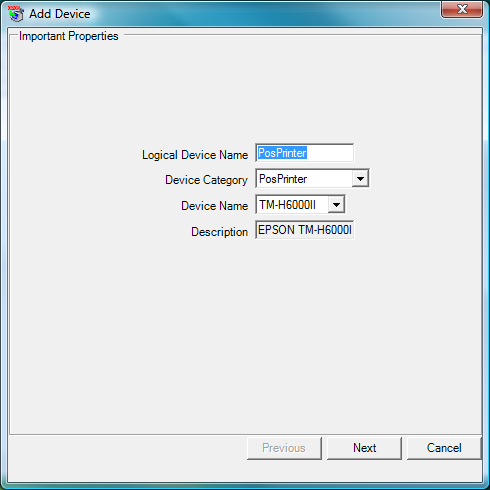 Add Device
Important Properties
Logical Device Name PosPrinter
Device Category PosPrinter
Device Name TM-H6000II
Description EPSON TM-H6000I
Previous Next Cancel